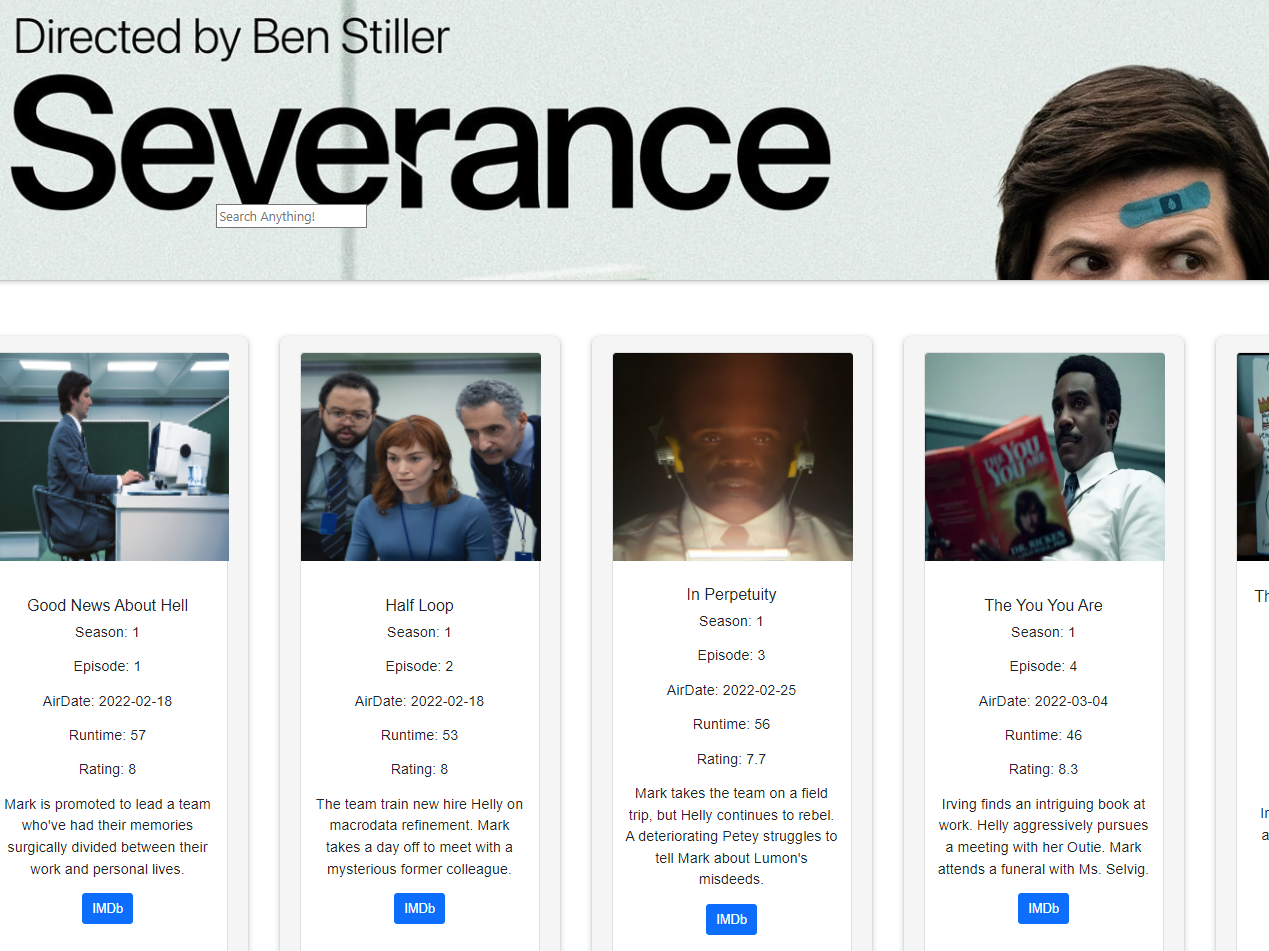 Directed by Ben Stiller
Severance
Search Anything!
THE YOU
YOU ARE
DR. RICKEN
Good News About Hell
Season: 1
Episode: 1
AirDate: 2022-02-18
Runtime: 57
Rating: 8
Mark is promoted to lead a team
who've had their memories
surgically divided between their
work and personal lives.
IMDb
Half Loop
Season: 1
Episode: 2
AirDate: 2022-02-18
Runtime: 53
Rating: 8
The team train new hire Helly on
macrodata refinement. Mark
takes a day off to meet with a
mysterious former colleague.
IMDb
In Perpetuity
Season: 1
Episode: 3
AirDate: 2022-02-25
Runtime: 56
Rating: 7.7
Mark takes the team on a field
trip, but Helly continues to rebel.
A deteriorating Petey struggles to
tell Mark about Lumon's
misdeeds.
IMDb
The You You Are
Season: 1
Episode: 4
AirDate: 2022-03-04
Runtime: 46
Rating: 8.3
Irving finds an intriguing book at
work. Helly aggressively pursues
a meeting with her Outie. Mark
attends a funeral with Ms. Selvig.
IMDb